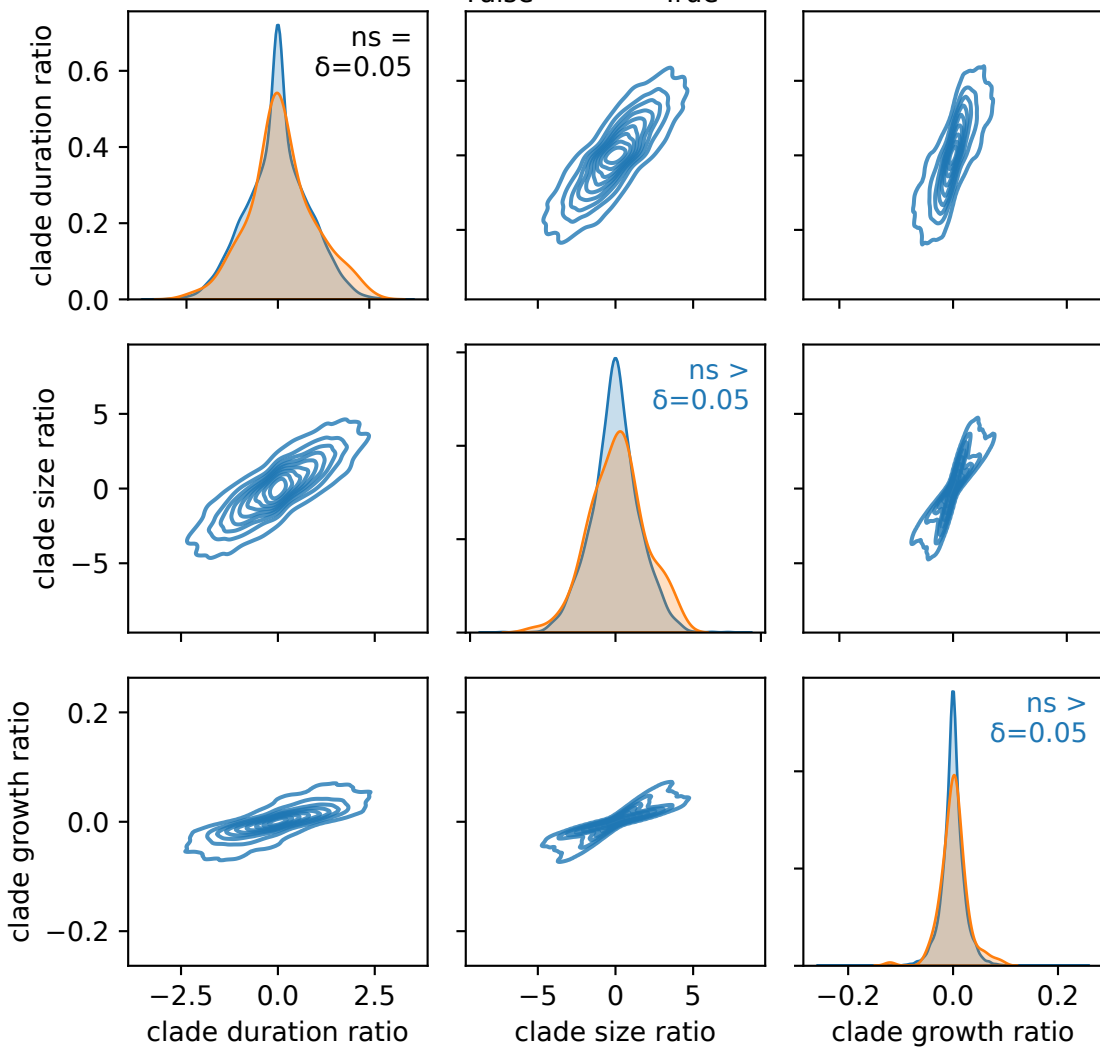 ns =
δ=0.05
clade duration ratio
0.6
0.4
0.2
0.0
ns >
δ=0.05
clade size ratio
5
0
−5
ns >
δ=0.05
clade growth ratio
0.2
0.0
−0.2
−2.5 0.0 2.5
−5 0 5
−0.2 0.0 0.2
clade duration ratio
clade size ratio
clade growth ratio